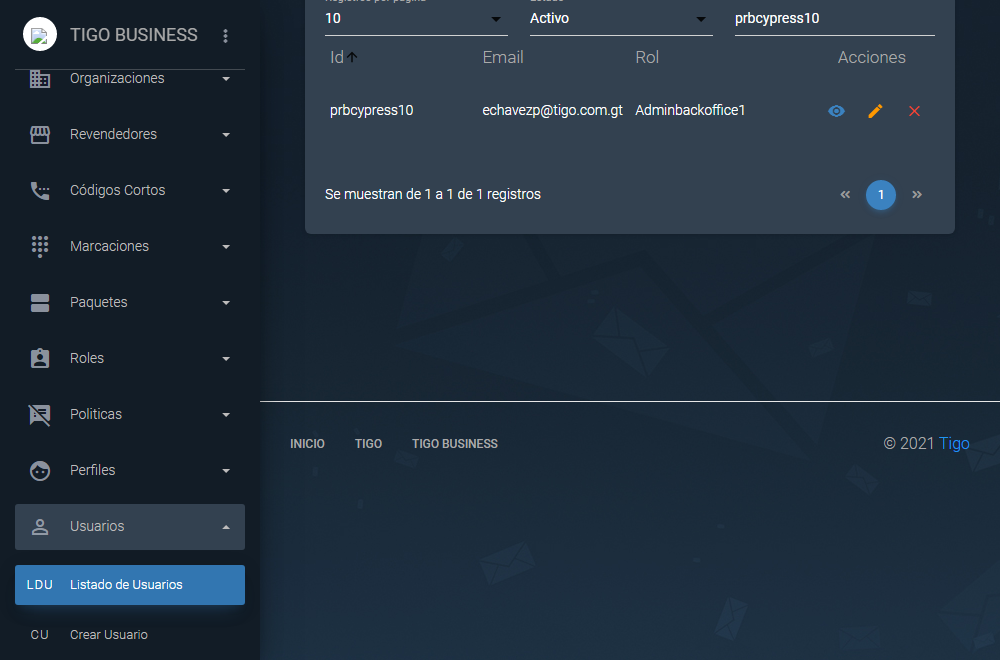 TIGO BUSINESS
Organizaciones
Revendedores
Códigos Cortos
Marcaciones
Paquetes
Roles
Politicas
Perfiles
Usuarios
LDU Listado de Usuarios
CU Crear Usuario
10 Activo prbcypress10
Id Email Rol Acciones
prbcypress10 echavezp@tigo.com.gt Adminbackoffice1
Se muestran de 1 a 1 de 1 registros « 1 »
INICIO TIGO TIGO BUSINESS © 2021 Tigo